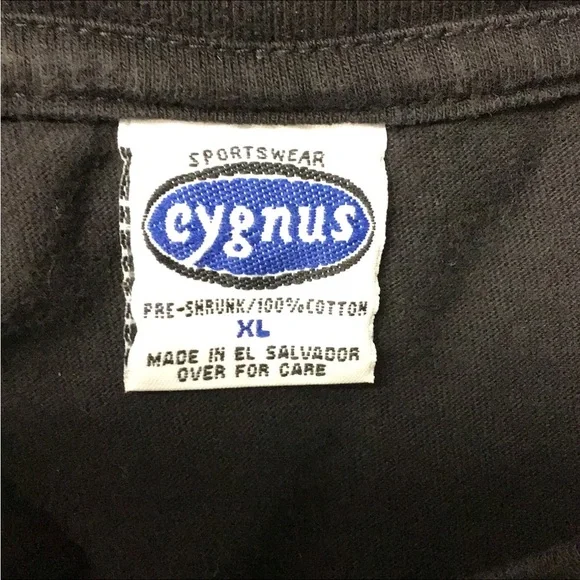 SPORTSWEAR
cygnus
PRE-SHRUNK/100%COTTON
XL
MADE IN EL SALVADOR
OVER FOR CARE